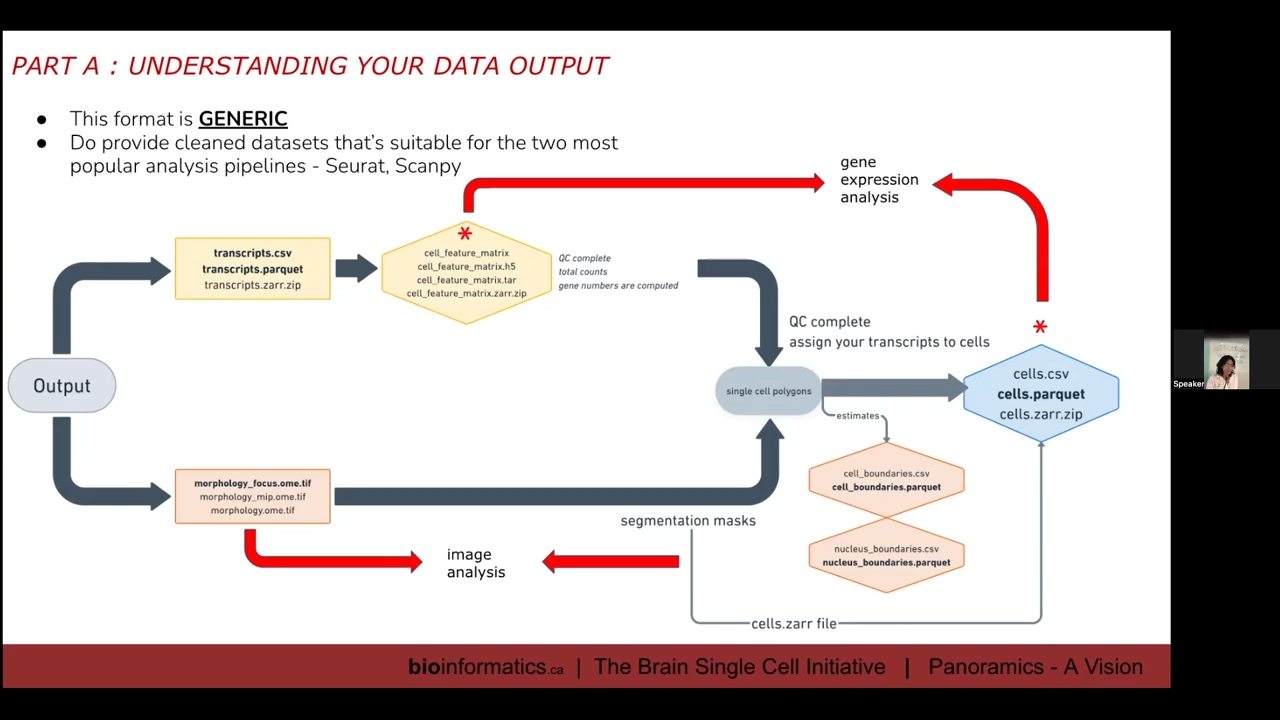 PART A : UNDERSTANDING YOUR DATA OUTPUT
● This format is GENERIC
● Do provide cleaned datasets that's suitable for the two most
popular analysis pipelines - Seurat, Scanpy
gene
expression
analysis
transcripts.csv
transcripts.parquet
transcripts.zarr.zip
*
cell_feature_matrix
cell_feature_matrix.h5
cell_feature_matrix.tar
cell_feature_matrix.zarr.zip
QC complete
total counts
gene numbers are computed
QC complete
assign your transcripts to cells
*
Output
single cell polygons
cells.csv
cells.parquet
cells.zarr.zip
estimates
cell_boundaries.csv
cell_boundaries.parquet
morphology_focus.ome.tif
morphology_mip.ome.tif
morphology.ome.tif
segmentation masks
nucleus_boundaries.csv
nucleus_boundaries.parquet
image
analysis
cells.zarr file
bioinformatics.ca | The Brain Single Cell Initiative | Panoramics - A Vision
Speaker